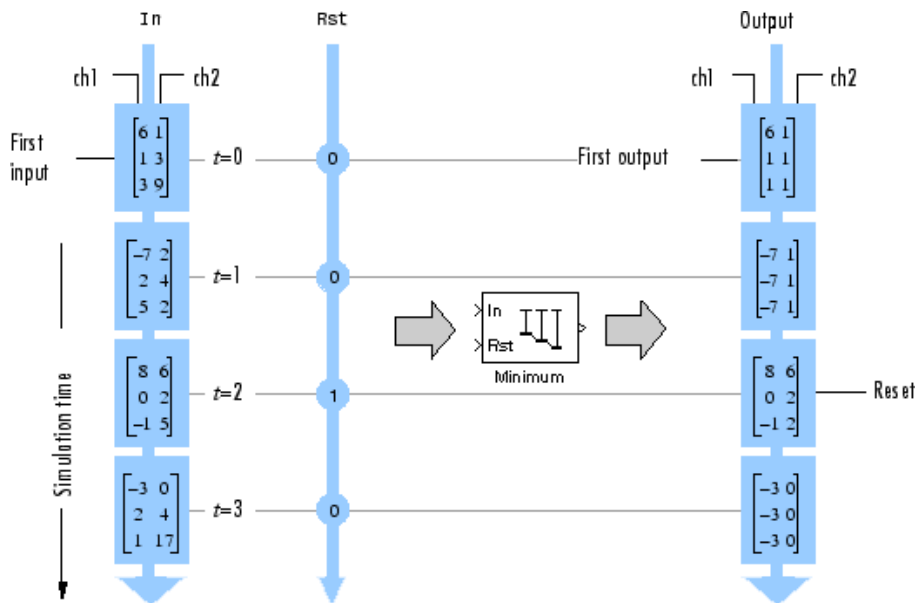 In Rst Output
ch1 ch2 ch1 ch2
First input
6 1
1 3
3 9
t=0
0
First output
6 1
1 1
1 1
-7 2
2 4
5 2
t=1
0
-7 1
-7 1
-7 1
In
Rst
Minimum
Simulation time
8 6
0 2
-1 5
t=2
1
8 6
0 2
-1 2
Reset
-3 0
2 4
1 17
t=3
0
-3 0
-3 0
-3 0